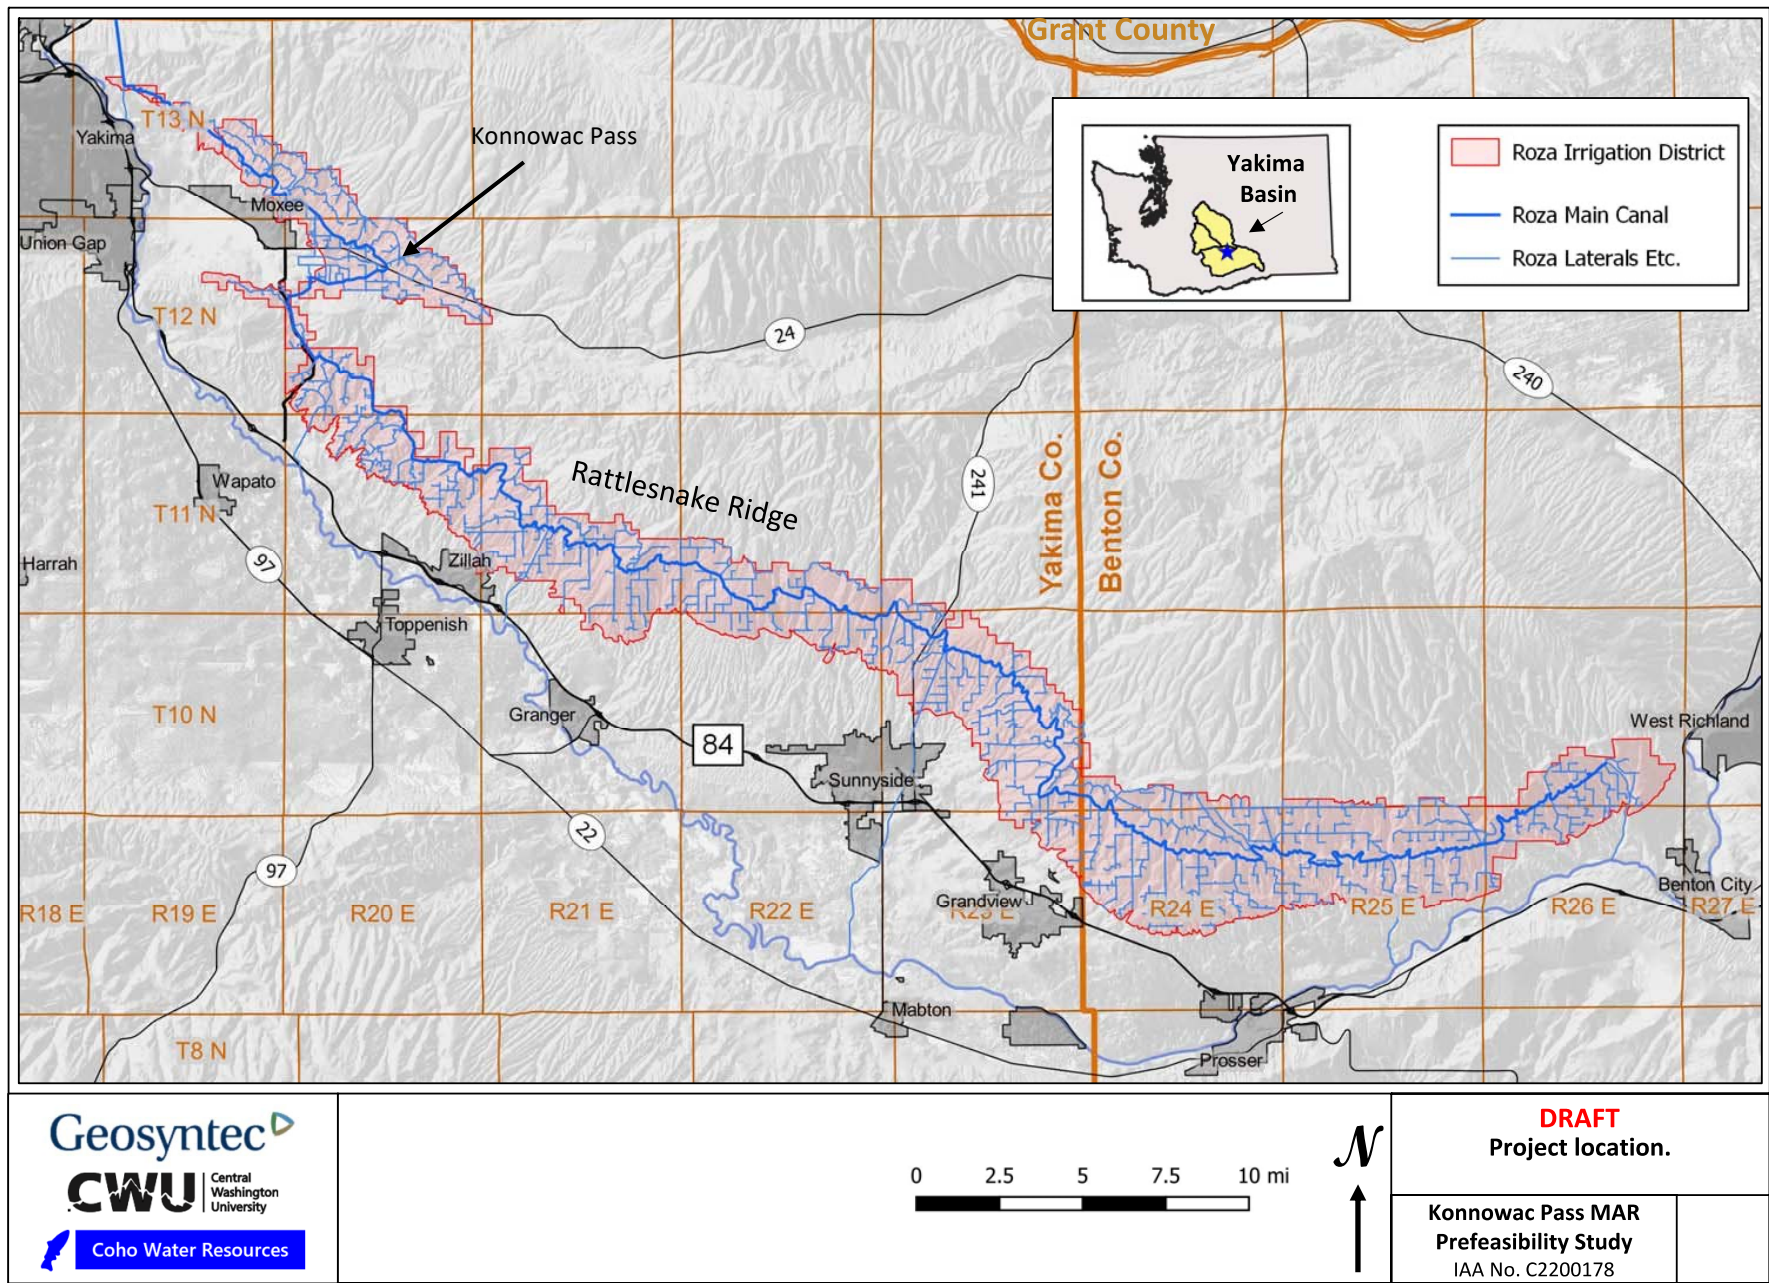 Grant County
T13 N
Yakima
Konnowac Pass
Moxee
Union Gap
T12 N
24
Yakima
Basin
Roza Irrigation District
Roza Main Canal
Roza Laterals Etc.
240
Rattlesnake Ridge
241
Yakima Co.
Benton Co.
Wapato
T11 N
97
Harrah
Zillah
Toppenish
T10 N
Granger
84
Sunnyside
West Richland
22
97
Benton City
Grandview
R18 E
R19 E
R20 E
R21 E
R22 E
R23 E
R24 E
R25 E
R26 E
R27 E
Mabton
T8 N
Prosser
Geosyntec
CWU
Central
Washington
University
Coho Water Resources
0 2.5 5 7.5 10 mi
N
DRAFT
Project location.
Konnowac Pass MAR
Prefeasibility Study
IAA No. C2200178